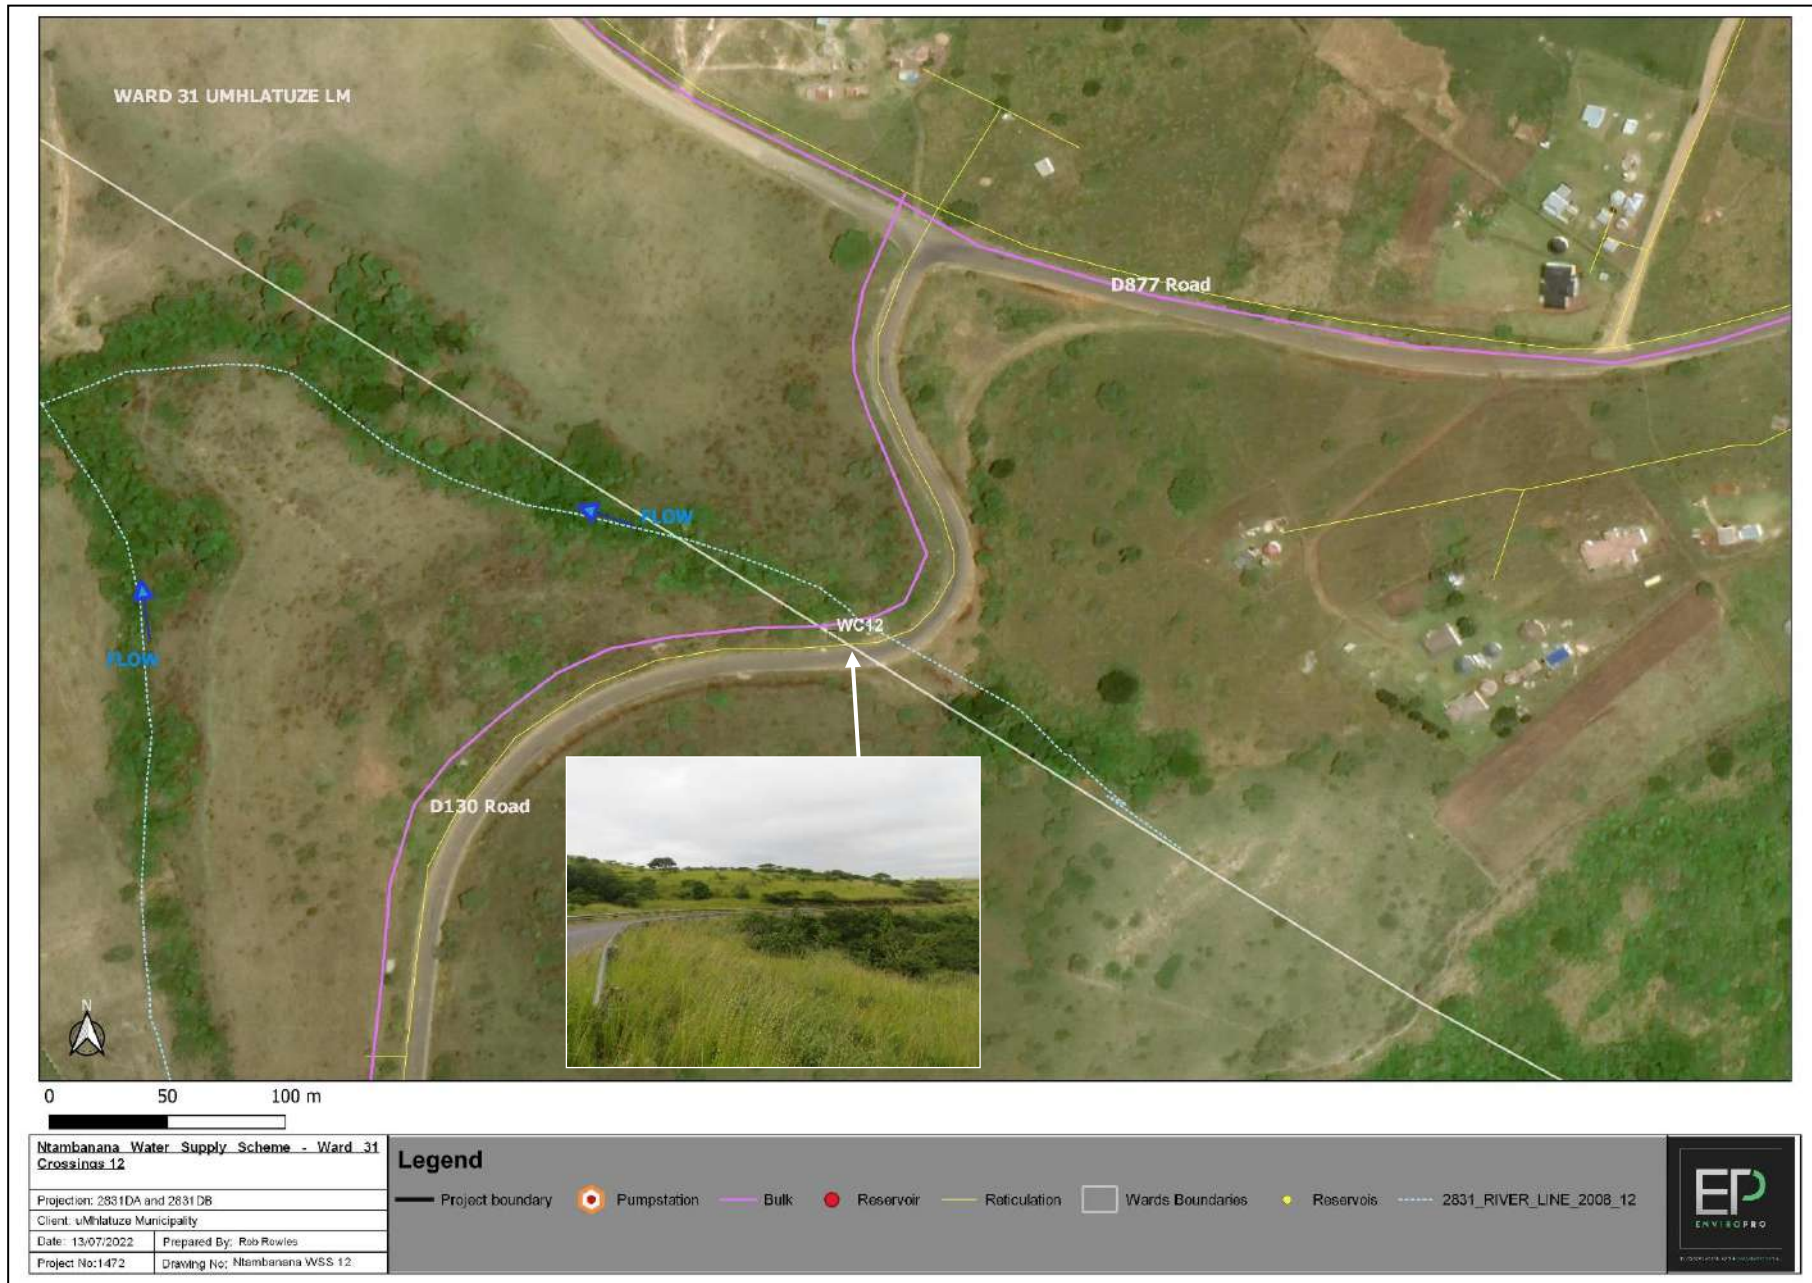 WARD 31 UMHLATUZE LM
D877 Road
FLOW
WC12
FLOW
D130 Road
N
0 50 100 m
Ntambanana Water Supply Scheme - Ward 31
Crossings 12
Projection: 2831DA and 2831DB
Client: uMhlatuze Municipality
Date: 13/07/2022 Prepared By: Rob Rowles
Project No:1472 Drawing No: Ntambanana WSS 12
Legend
Project boundary Pumpstation Bulk Reservoir Reticulation Wards Boundaries Reservois 2831_RIVER_LINE_2008_12
EP
ENVIROPRO